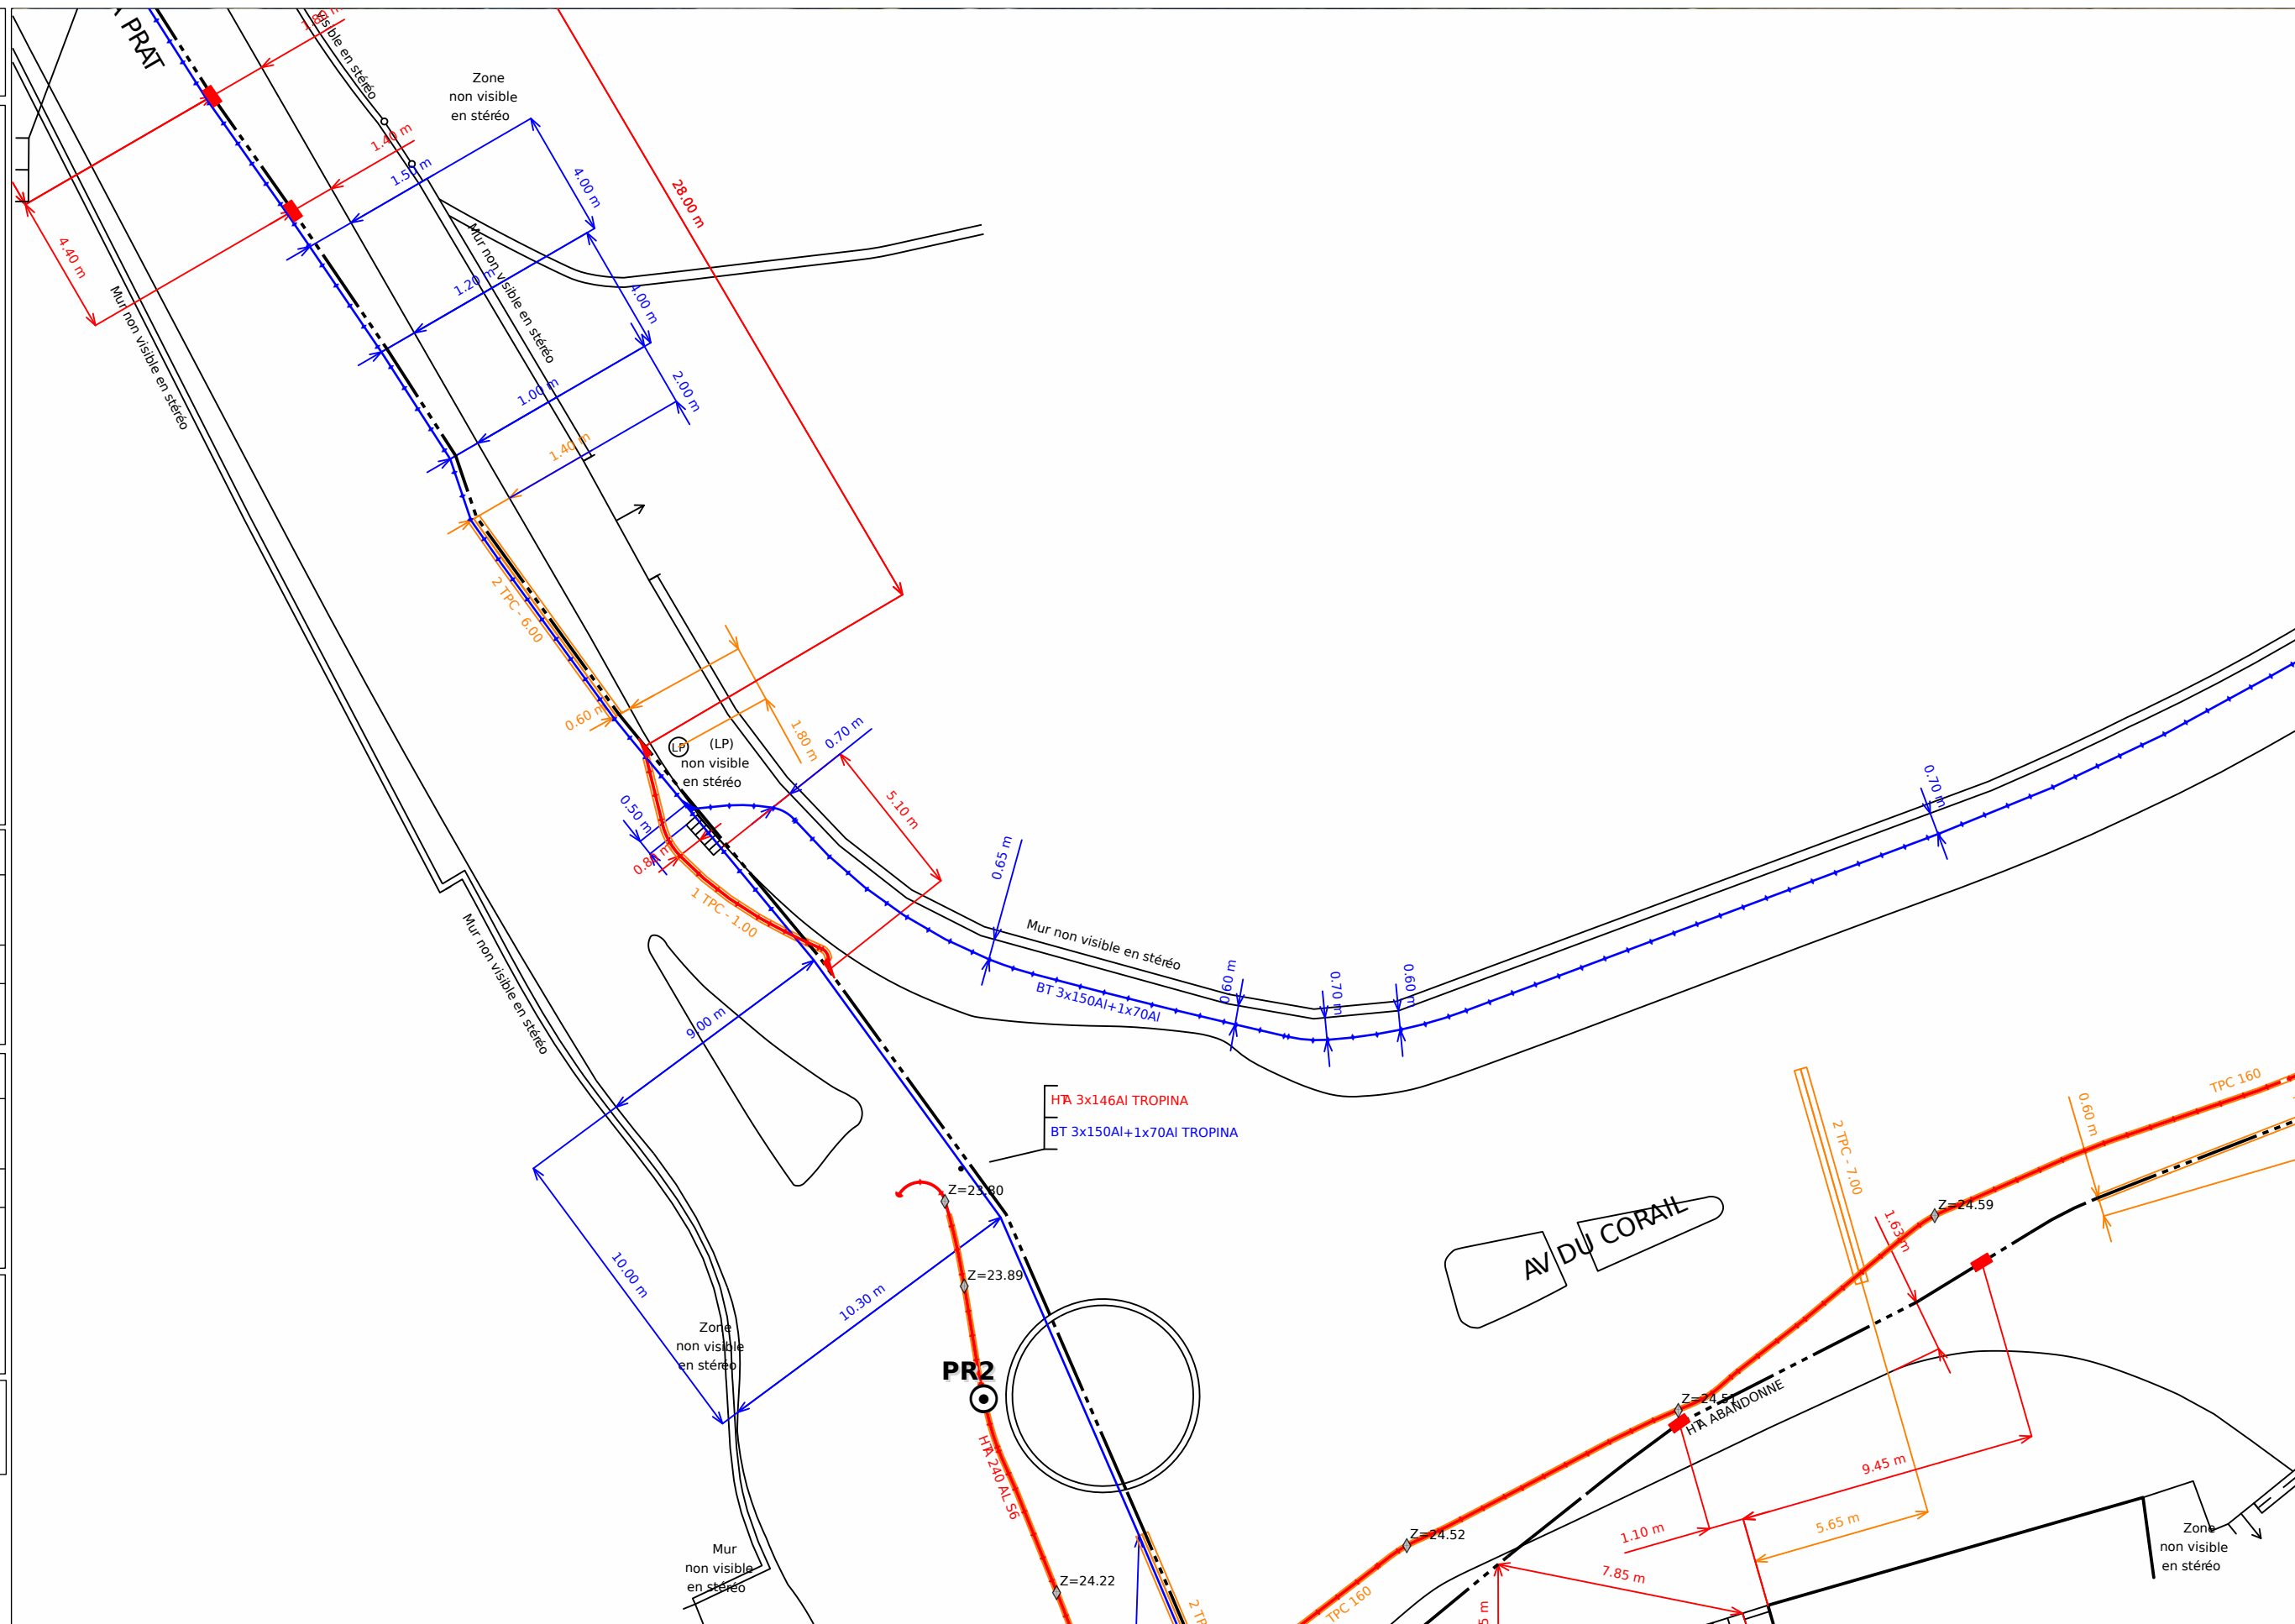 PRAT
Zone
non visible
en stéréo
1.40 m
4.00 m
28.00 m
4.40 m
Mur non visible en stéréo
Mur non visible en stéréo
1.20 m
4.00 m
1.00 m
2.00 m
1.40 m
2 TPC - 6.00
0.60 m
1.80 m
LP
(LP)
non visible
en stéréo
0.70 m
0.50 m
5.10 m
1 TPC - 1.00
0.65 m
0.70 m
Mur non visible en stéréo
Mur non visible en stéréo
BT 3x150Al+1x70Al
0.60 m
0.70 m
0.60 m
9.00 m
HTA 3x146Al TROPINA
BT 3x150Al+1x70Al TROPINA
TPC 160
0.60 m
2 TPC - 7.00
Z=23.80
Z=24.59
1.63 m
AV DU CORAIL
10.00 m
Z=23.89
10.30 m
Zone
non visible
en stéréo
PR2
Z=24.51
HTA ABANDONNE
HTA 240 AL S6
9.45 m
5.65 m
1.10 m
Z=24.52
Zone
non visible
en stéréo
Mur
non visible
en stéréo
7.85 m
Z=24.22
TPC 160